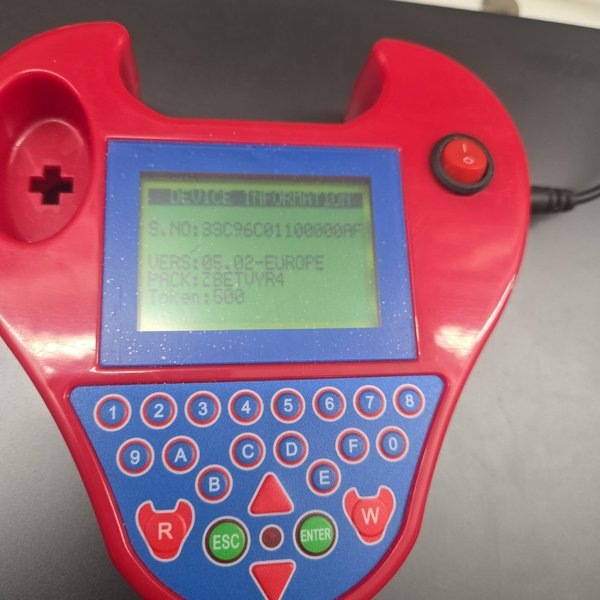 DEVICE INFORMATION
S.NO:33C96C01100000AF
VERS:05.02-EUROPE
PACK:ZBETVYR4
Token:500
1 2 3 4 5 6 7 8
9 A C D F 0
B E
R W
ESC ENTER